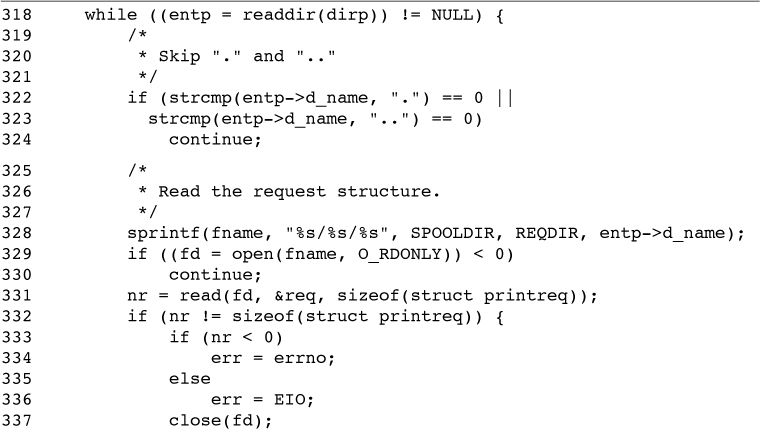 318     while ((entp = readdir(dirp)) != NULL) {
319         /*
320          * Skip "." and ".."
321          */
322         if (strcmp(entp->d_name, ".") == 0 ||
323           strcmp(entp->d_name, "..") == 0)
324             continue;
325         /*
326          * Read the request structure.
327          */
328         sprintf(fname, "%s/%s/%s", SPOOLDIR, REQDIR, entp->d_name);
329         if ((fd = open(fname, O_RDONLY)) < 0)
330             continue;
331         nr = read(fd, &req, sizeof(struct printreq));
332         if (nr != sizeof(struct printreq)) {
333             if (nr < 0)
334                 err = errno;
335             else
336                 err = EIO;
337             close(fd);